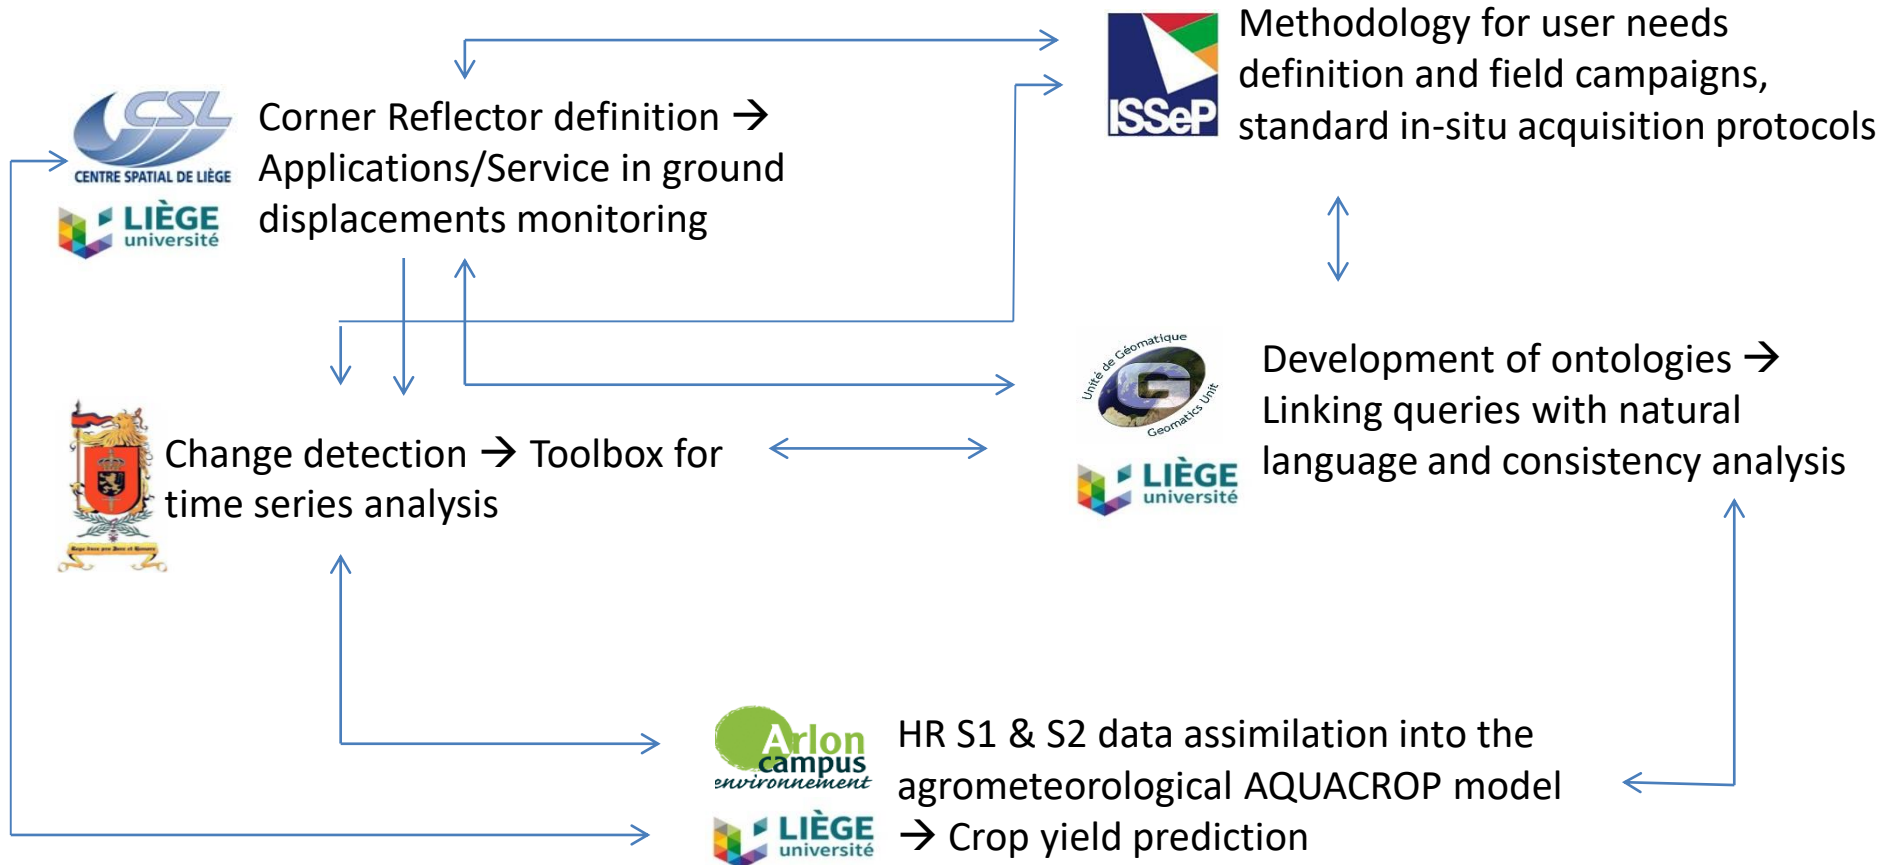 CSL
CENTRE SPATIAL DE LIÈGE
LIÈGE
université
Corner Reflector definition →
Applications/Service in ground
displacements monitoring
ISSeP
Methodology for user needs
definition and field campaigns,
standard in-situ acquisition protocols
Change detection → Toolbox for
time series analysis
Unité de Géomatique
G
Geomatics Unit
LIÈGE
université
Development of ontologies →
Linking queries with natural
language and consistency analysis
Arlon
campus
environnement
LIÈGE
université
HR S1 & S2 data assimilation into the
agrometeorological AQUACROP model
→ Crop yield prediction